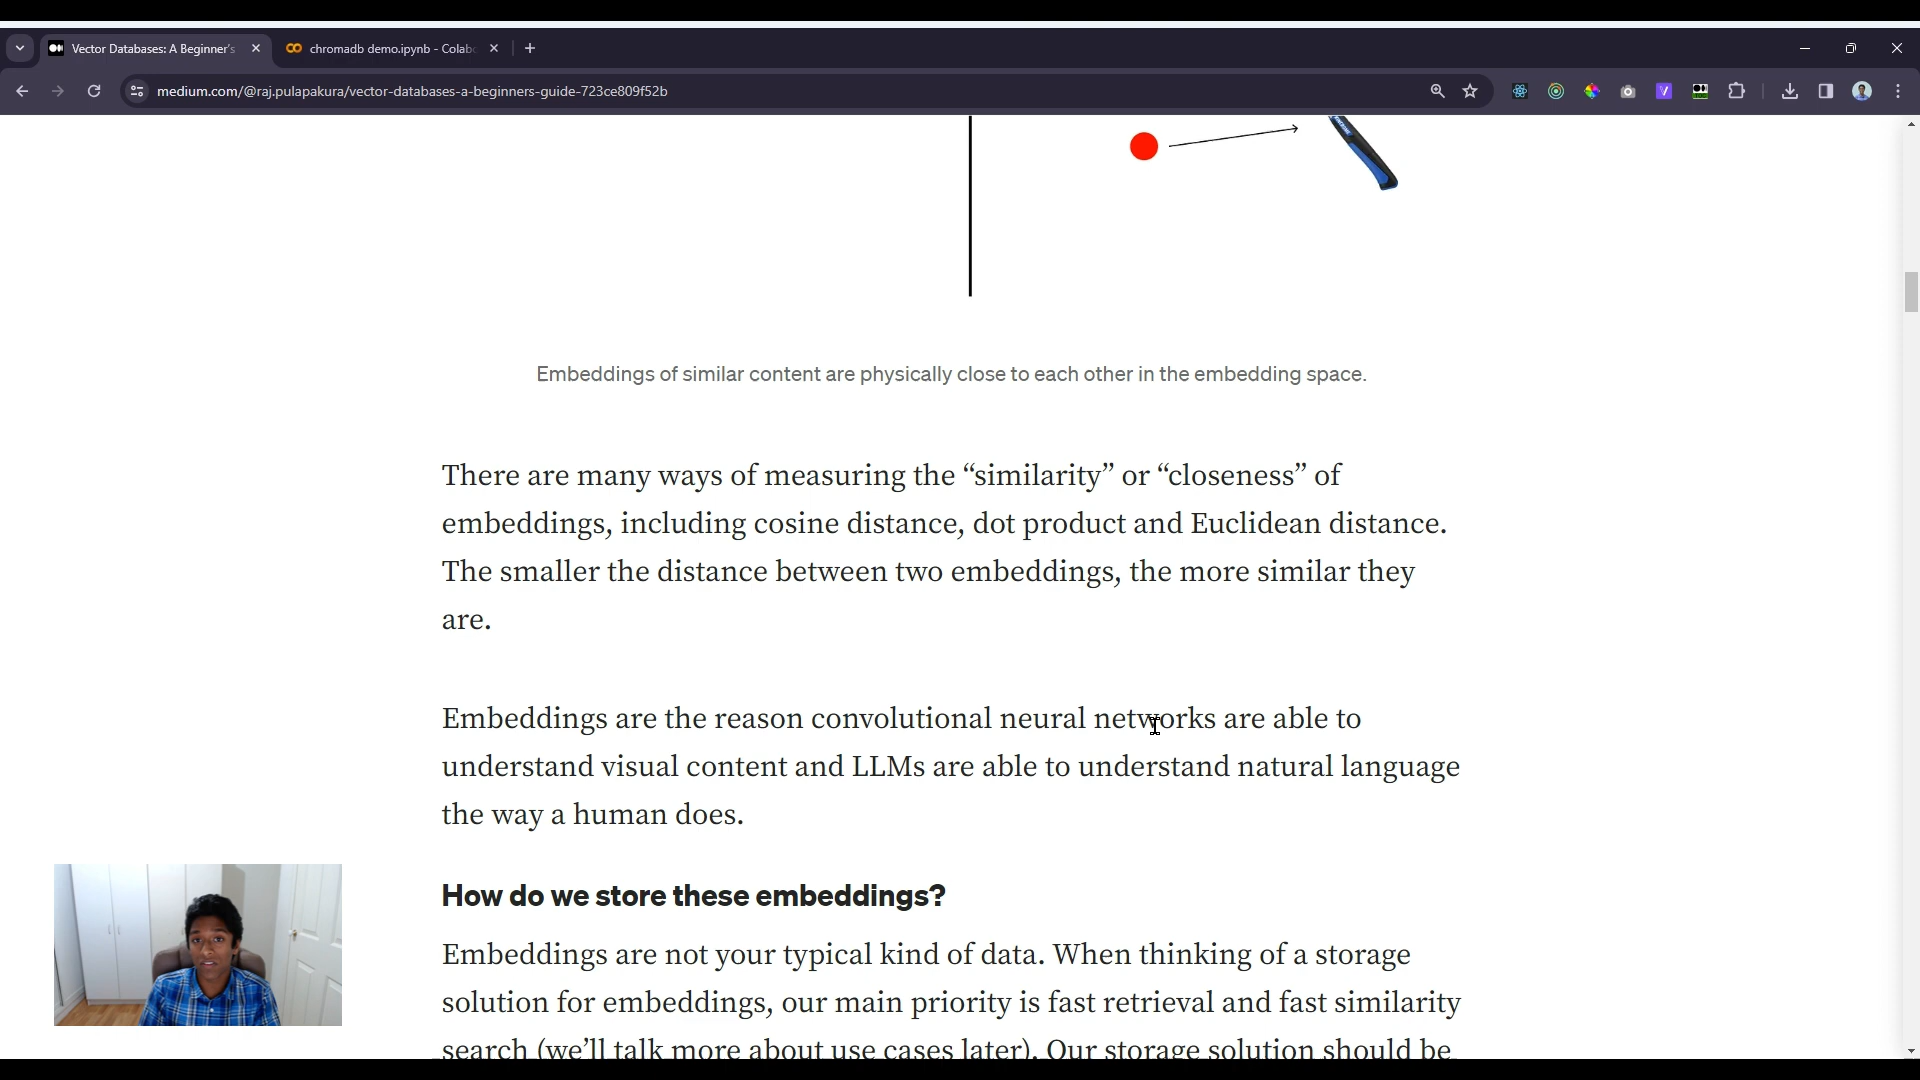 Vector Databases: A Beginner's
chromadb demo.ipynb - Colab
medium.com/@raj.pulapakura/vector-databases-a-beginners-guide-723ce809f52b
Embeddings of similar content are physically close to each other in the embedding space.
There are many ways of measuring the “similarity” or “closeness” of
embeddings, including cosine distance, dot product and Euclidean distance.
The smaller the distance between two embeddings, the more similar they
are.
Embeddings are the reason convolutional neural networks are able to
understand visual content and LLMs are able to understand natural language
the way a human does.
How do we store these embeddings?
Embeddings are not your typical kind of data. When thinking of a storage
solution for embeddings, our main priority is fast retrieval and fast similarity
search (we’ll talk more about use cases later). Our storage solution should be